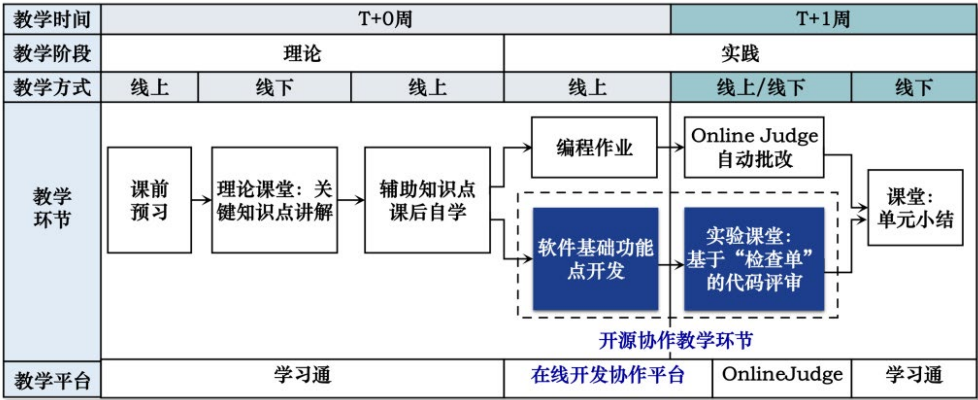 教学时间 T+0周 T+1周
教学阶段 理论 实践
教学方式 线上 线下 线上 线上 线上/线下 线下
教学
环节
课前
预习
理论课堂：关
键知识点讲解
辅助知识点
课后自学
编程作业
Online Judge
自动批改
软件基础功能
点开发
实验课堂：
基于“检查单”
的代码评审
课堂：
单元小结
开源协作教学环节
教学平台 学习通 在线开发协作平台 OnlineJudge 学习通